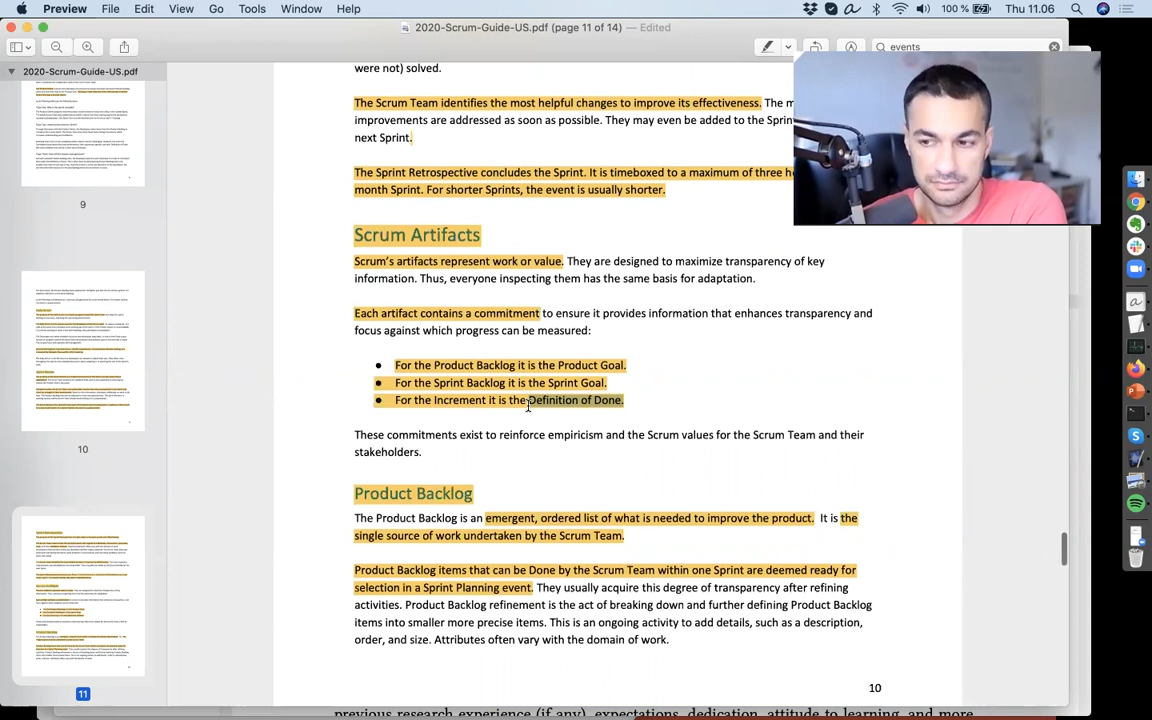 Preview File Edit View Go Tools Window Help 100 % Thu 11.06
2020-Scrum-Guide-US.pdf (page 11 of 14) — Edited
events
2020-Scrum-Guide-US.pdf
9
10
11
were not) solved.
The Scrum Team identifies the most helpful changes to improve its effectiveness. The m
improvements are addressed as soon as possible. They may even be added to the Sprin
next Sprint.
The Sprint Retrospective concludes the Sprint. It is timeboxed to a maximum of three h
month Sprint. For shorter Sprints, the event is usually shorter.
Scrum Artifacts
Scrum’s artifacts represent work or value. They are designed to maximize transparency of key
information. Thus, everyone inspecting them has the same basis for adaptation.
Each artifact contains a commitment to ensure it provides information that enhances transparency and
focus against which progress can be measured:
● For the Product Backlog it is the Product Goal.
● For the Sprint Backlog it is the Sprint Goal.
● For the Increment it is the Definition of Done.
These commitments exist to reinforce empiricism and the Scrum values for the Scrum Team and their
stakeholders.
Product Backlog
The Product Backlog is an emergent, ordered list of what is needed to improve the product. It is the
single source of work undertaken by the Scrum Team.
Product Backlog items that can be Done by the Scrum Team within one Sprint are deemed ready for
selection in a Sprint Planning event. They usually acquire this degree of transparency after refining
activities. Product Backlog refinement is the act of breaking down and further defining Product Backlog
items into smaller more precise items. This is an ongoing activity to add details, such as a description,
order, and size. Attributes often vary with the domain of work.
10
previous research experience (if any), expectations, dedication, attitude to learning, and more